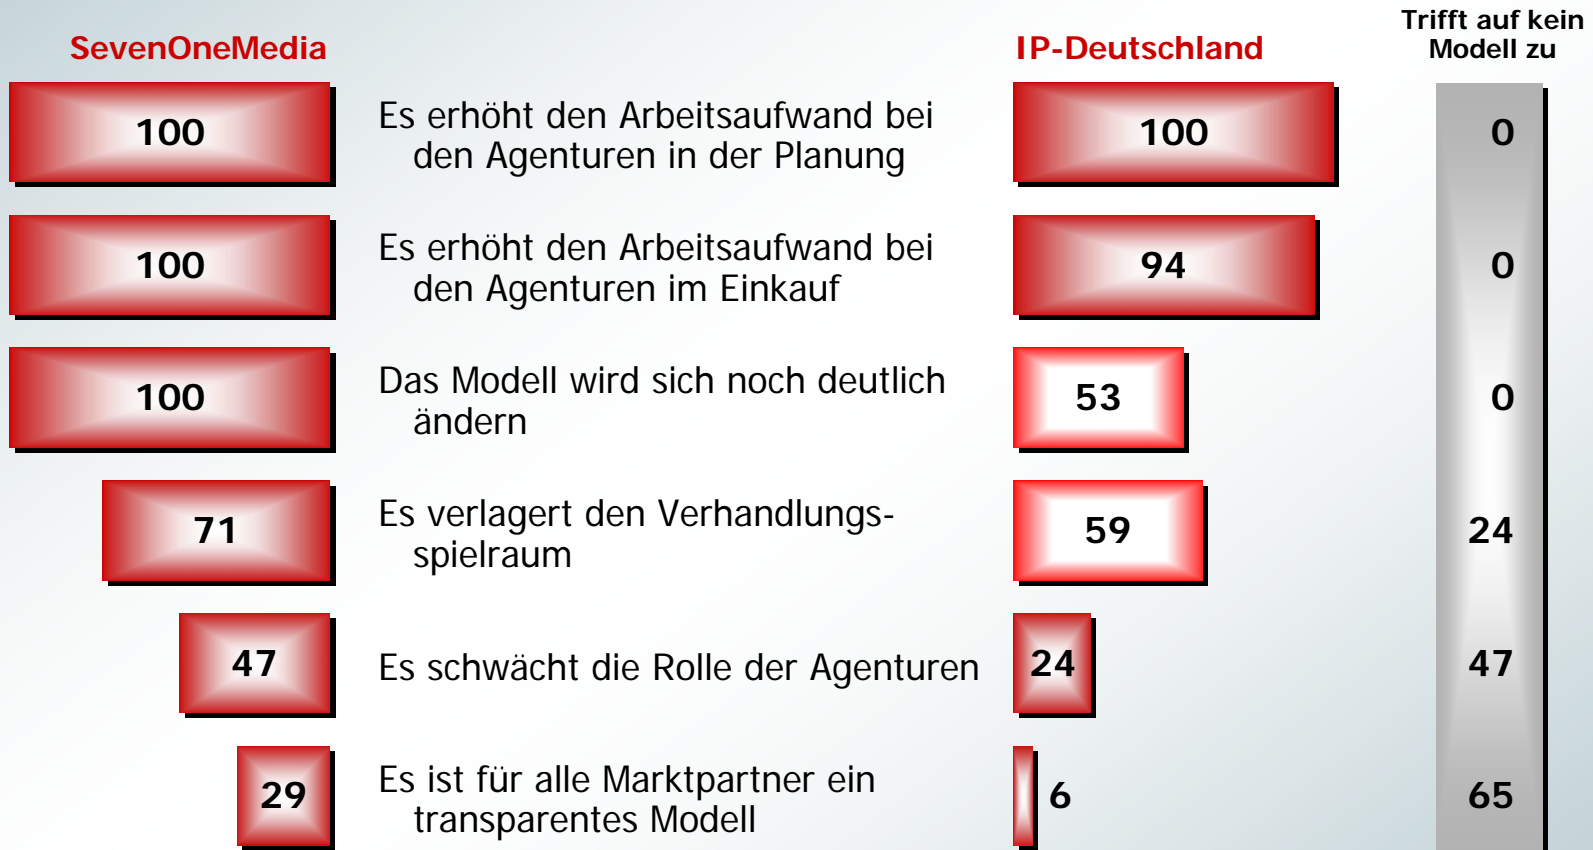 SevenOneMedia
IP-Deutschland
Trifft auf kein
Modell zu
100
Es erhöht den Arbeitsaufwand bei
den Agenturen in der Planung
100
0
100
Es erhöht den Arbeitsaufwand bei
den Agenturen im Einkauf
94
0
100
Das Modell wird sich noch deutlich
ändern
53
0
71
Es verlagert den Verhandlungs-
spielraum
59
24
47
Es schwächt die Rolle der Agenturen
24
47
29
Es ist für alle Marktpartner ein
transparentes Modell
6
65